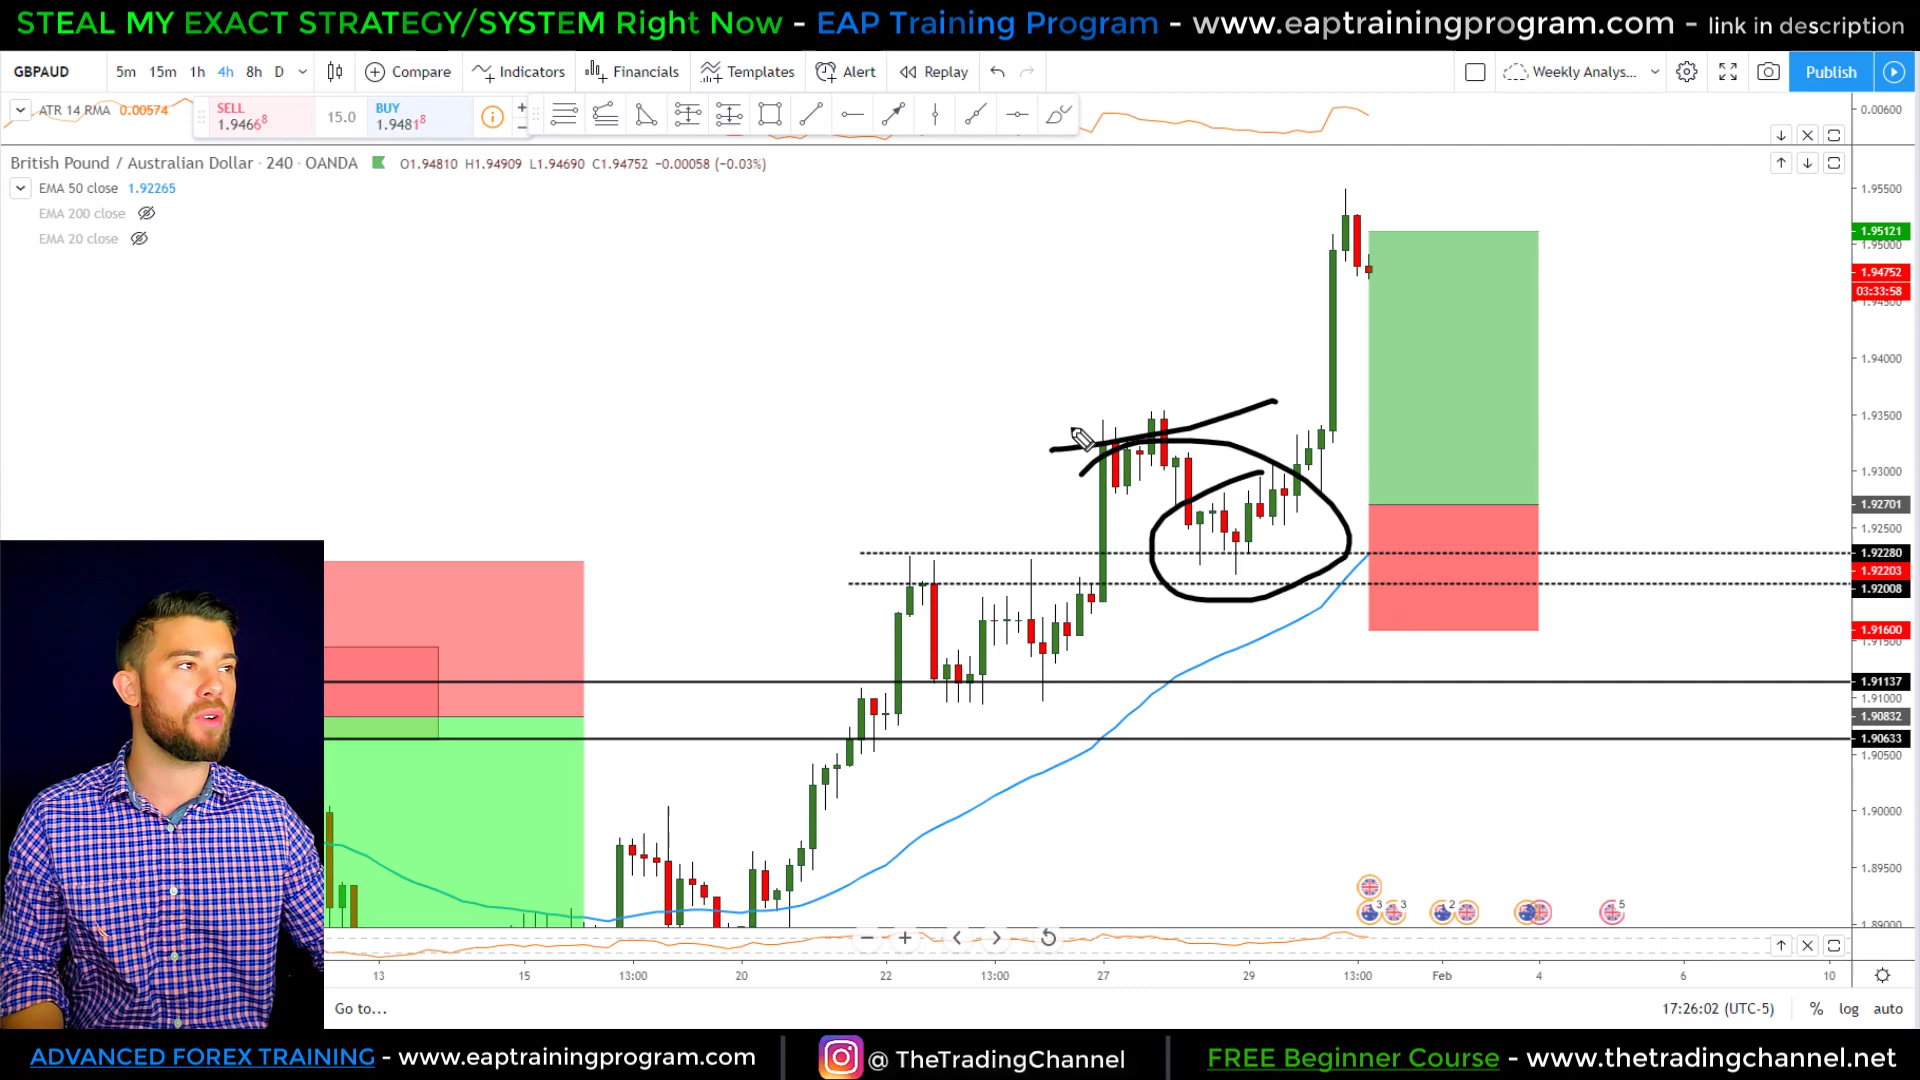 STEAL MY EXACT STRATEGY/SYSTEM Right Now - EAP Training Program - www.eaptrainingprogram.com - link in description
GBPAUD 5m 15m 1h 4h 8h D Compare Indicators Financials Templates Alert Replay Weekly Analys... Publish
ATR 14 RMA 0.00574 SELL 1.94668 15.0 BUY 1.94818 0.00600
British Pound / Australian Dollar · 240 · OANDA O1.94810 H1.94909 L1.94690 C1.94752 −0.00058 (−0.03%)
EMA 50 close 1.92265
EMA 200 close
EMA 20 close
1.95500
1.95121
1.95000
1.94752
03:33:58
1.94500
1.94000
1.93500
1.93000
1.92701
1.92500
1.92280
1.92203
1.92008
1.91600
1.91500
1.91137
1.91000
1.90832
1.90633
1.90500
1.90000
1.89500
1.89000
3 3 2 5
13 15 13:00 20 22 13:00 27 29 13:00 Feb 4 6 10
Go to... 17:26:02 (UTC-5) % log auto
ADVANCED FOREX TRAINING - www.eaptrainingprogram.com @ TheTradingChannel FREE Beginner Course - www.thetradingchannel.net